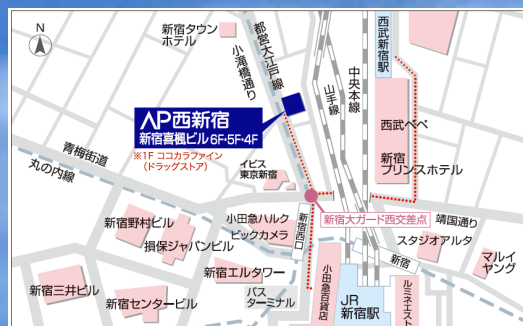 N
新宿タウン
ホテル
都営大江戸線
小滝橋通り
西武新宿駅
山手線
中央本線
AP西新宿
新宿喜楓ビル6F・5F・4F
※1F ココカラファイン
(ドラッグストア)
西武ペペ
新宿
プリンスホテル
青梅街道
丸の内線
イビス
東京新宿
新宿大ガード西交差点
靖国通り
新宿野村ビル
損保ジャパンビル
小田急ハルク
ビックカメラ
新宿西口
スタジオアルタ
新宿
マルイ
ヤング
新宿三井ビル
新宿センタービル
新宿エルタワー
バス
ターミナル
小田急百貨店
JR
新宿駅
ルミネエスト